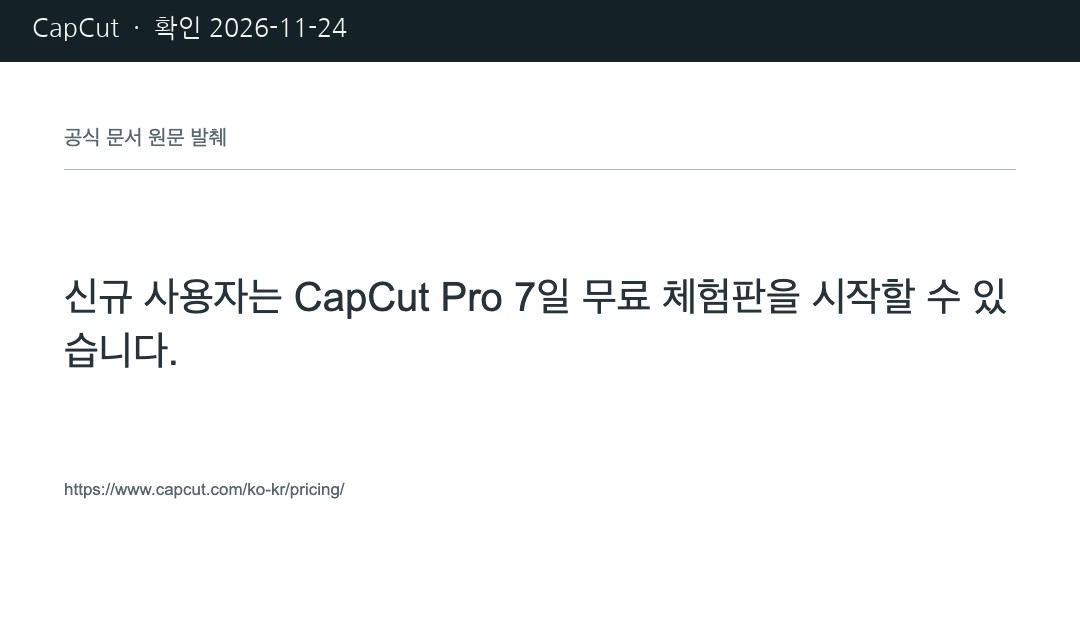 CapCut · 확인 2026-11-24
공식 문서 원문 발췌
신규 사용자는 CapCut Pro 7일 무료 체험판을 시작할 수 있
습니다.
https://www.capcut.com/ko-kr/pricing/